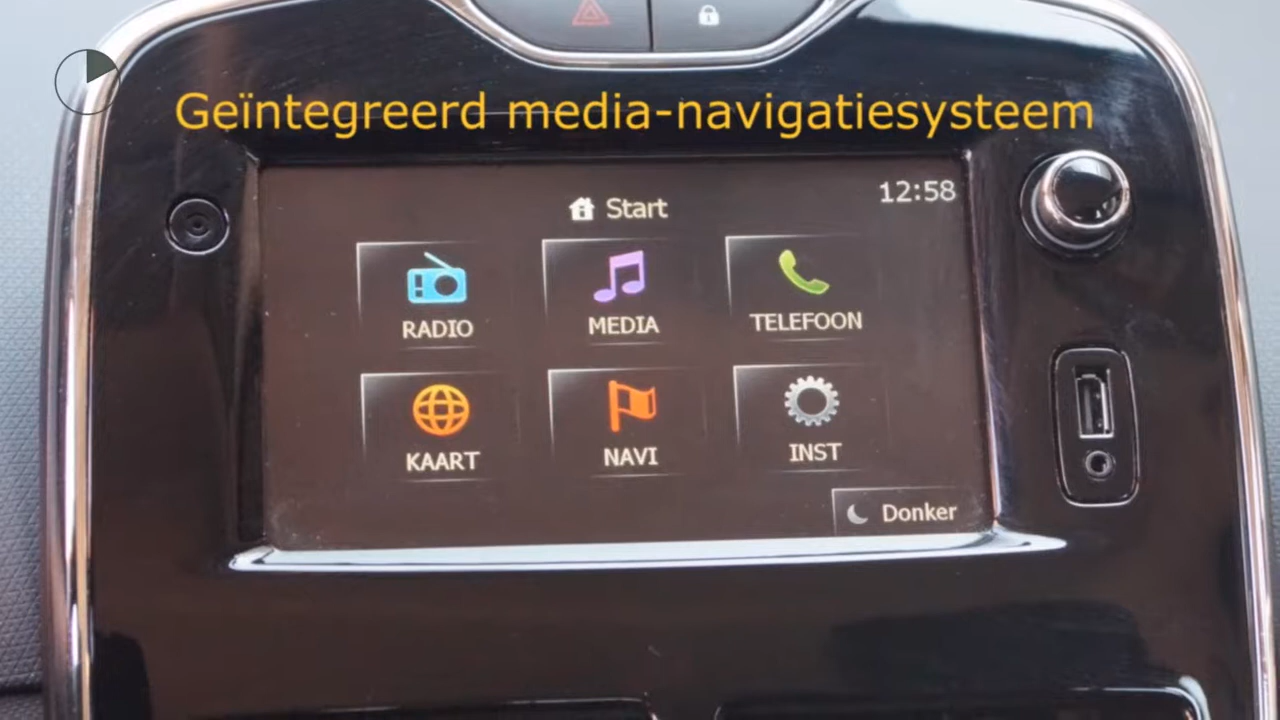 Geïntegreerd media-navigatiesysteem
Start
12:58
RADIO
MEDIA
TELEFOON
KAART
NAVI
INST
Donker